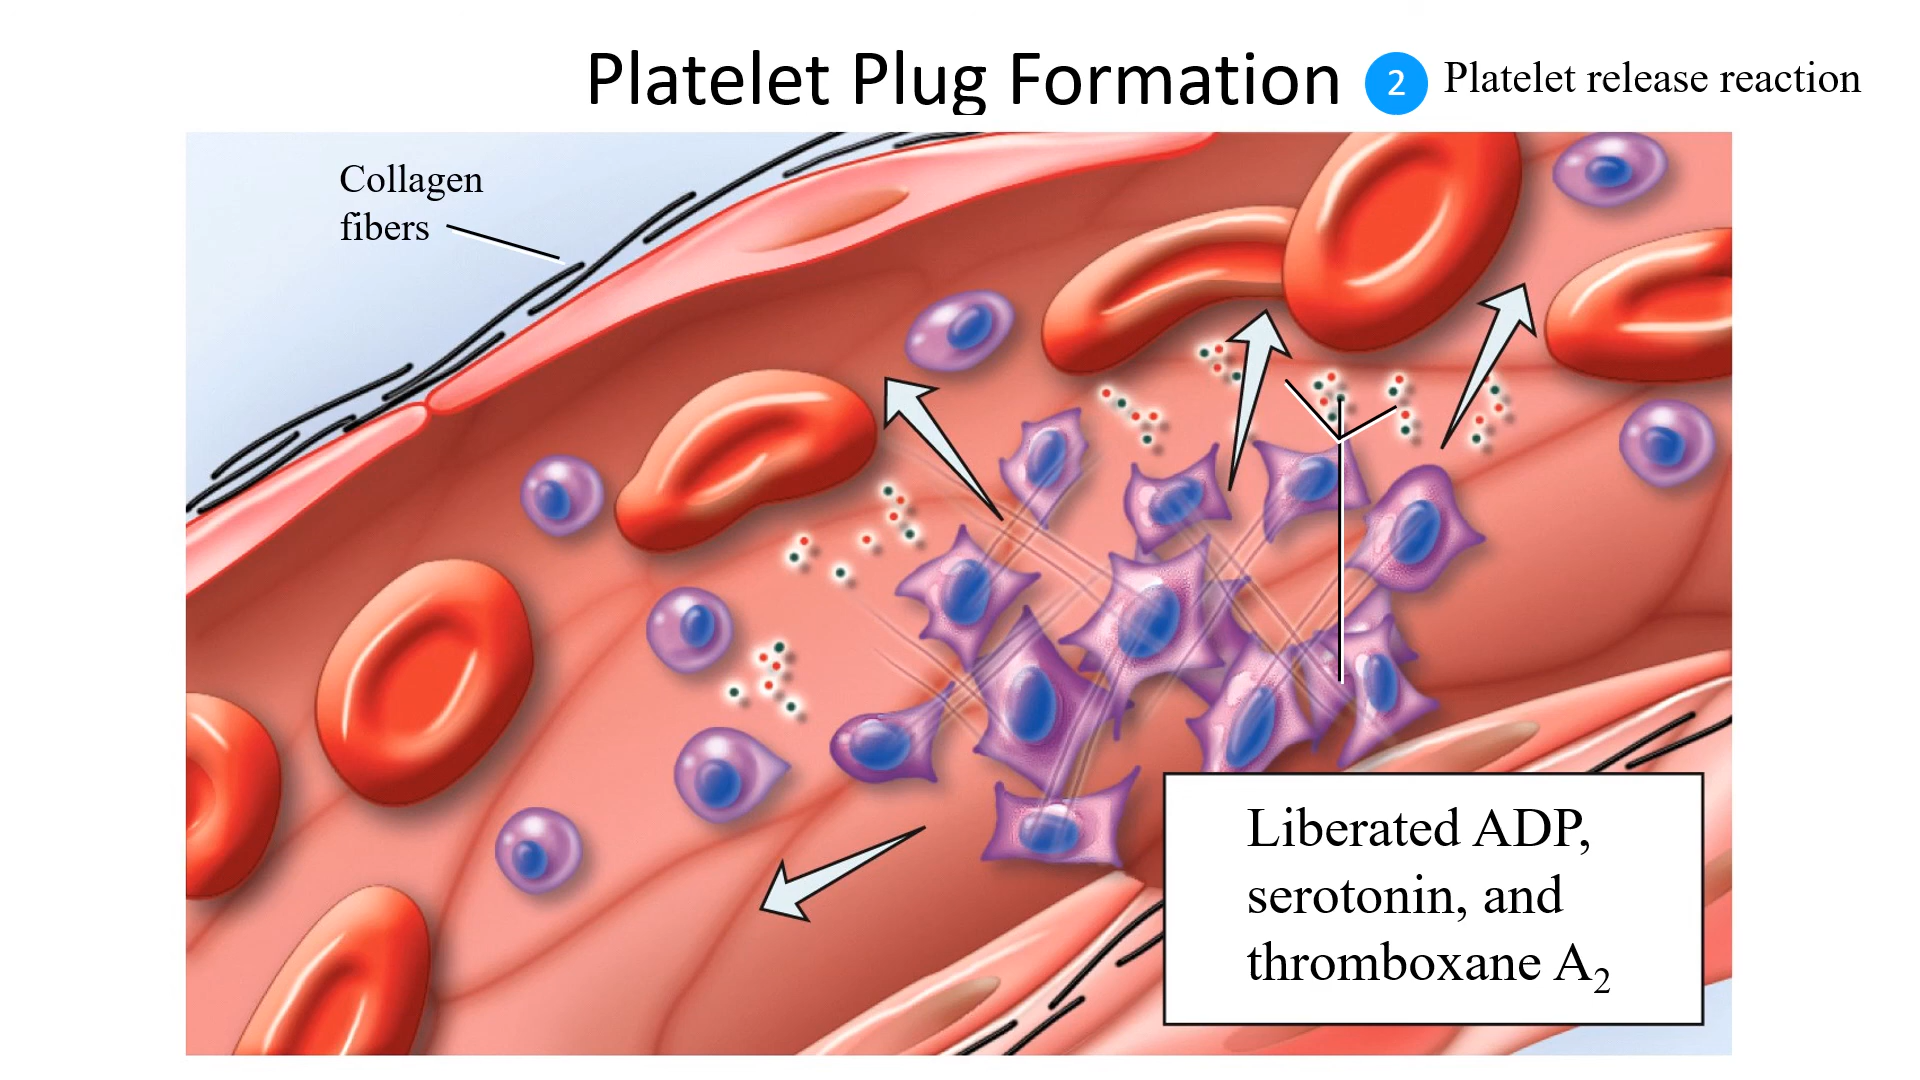 Platelet Plug Formation 2 Platelet release reaction
Collagen
fibers
Liberated ADP,
serotonin, and
thromboxane A₂